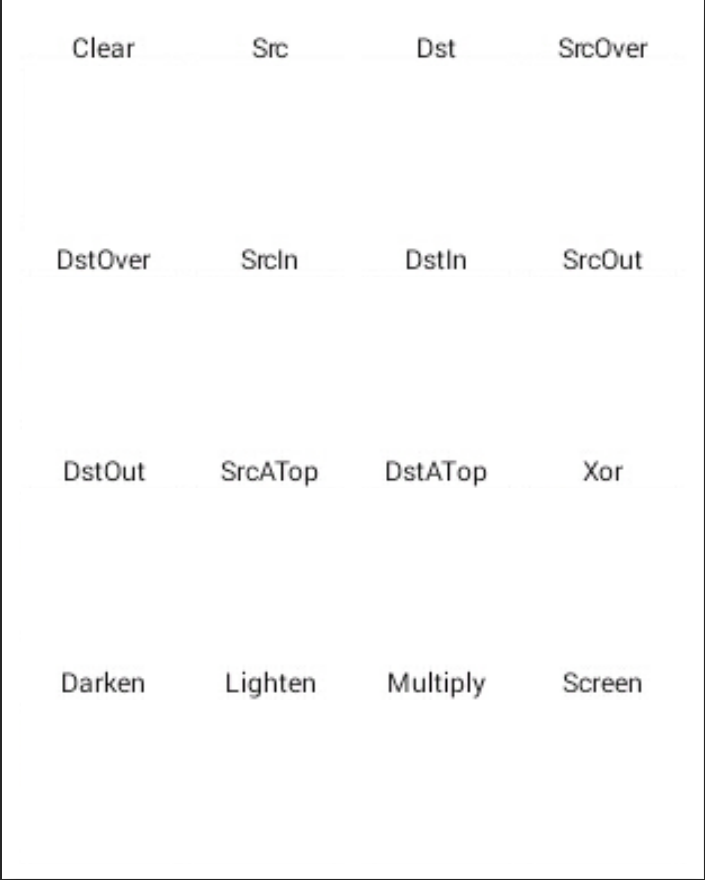 Clear Src Dst SrcOver
DstOver SrcIn DstIn SrcOut
DstOut SrcATop DstATop Xor
Darken Lighten Multiply Screen